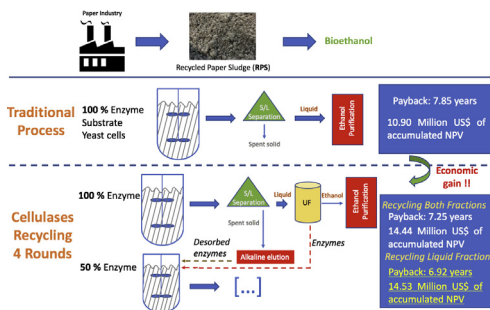 Paper Industry
Bioethanol
Recycled Paper Sludge (RPS)
Traditional
Process
100 % Enzyme
Substrate
Yeast cells
S/L
Separation
Liquid
Ethanol
Purification
Spent solid
Payback: 7.85 years
10.90 Million US$ of
accumulated NPV
Economic
gain !!
Cellulases
Recycling
4 Rounds
100 % Enzyme
S/L
Separation
Liquid
UF
Ethanol
Ethanol
Purification
Spent solid
Desorbed
enzymes
Enzymes
Alkaline elution
50 % Enzyme
[...]
Recycling Both Fractions
Payback: 7.25 years
14.44 Million US$ of
accumulated NPV
Recycling Liquid Fraction
Payback: 6.92 years
14.53 Million US$ of
accumulated NPV